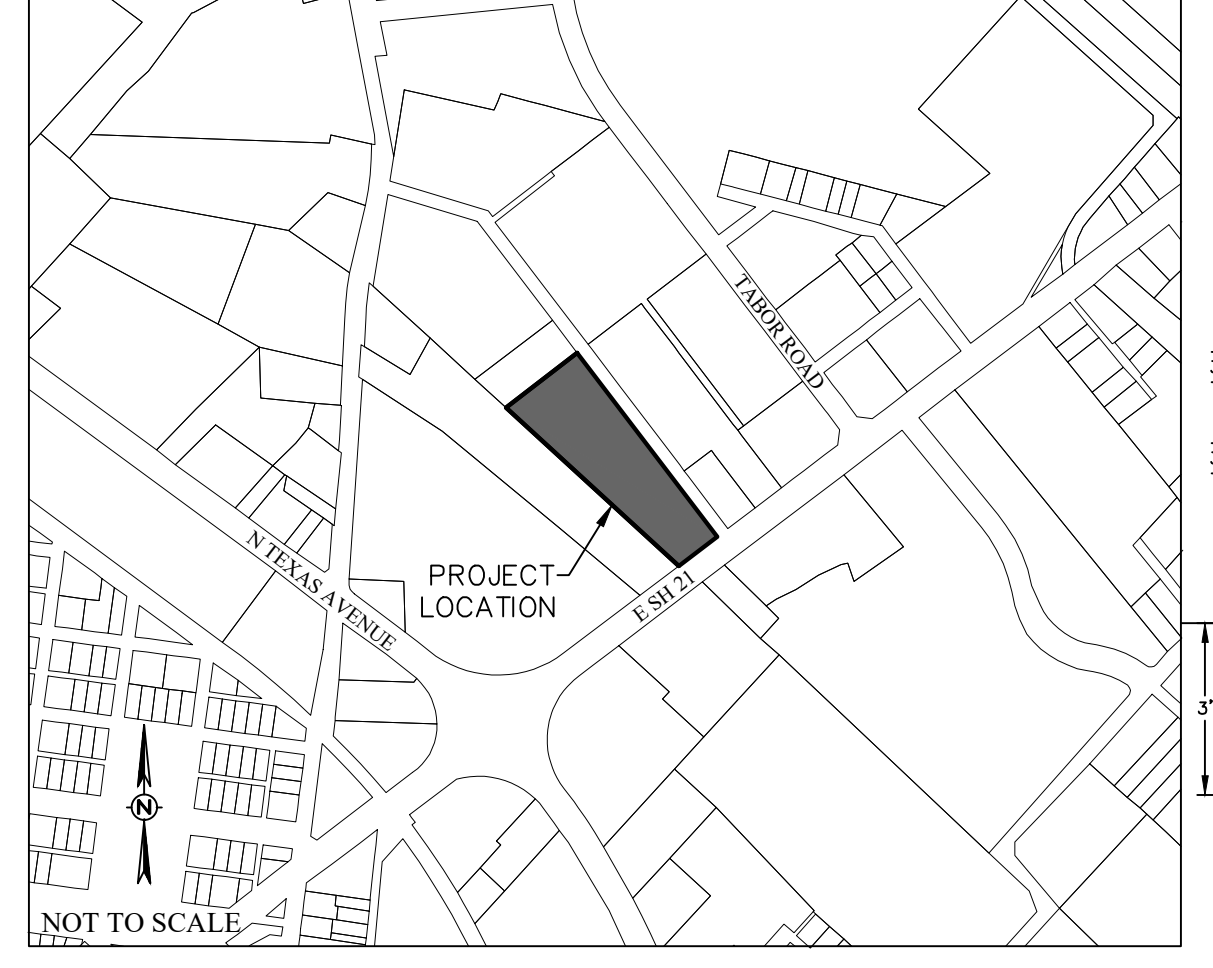 TABOR ROAD
N TEXAS AVENUE
PROJECT
LOCATION
E SH 21
3'
N
NOT TO SCALE